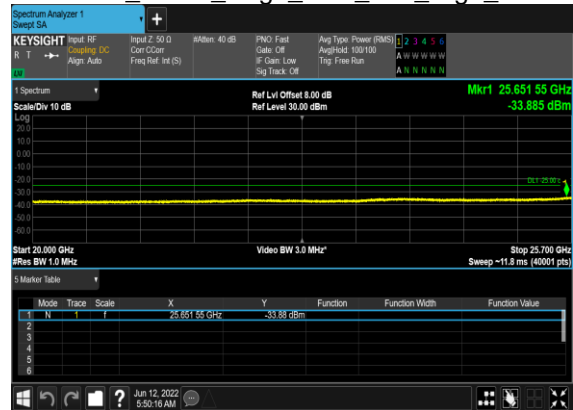 Spectrum Analyzer 1
Swept SA
+
KEYSIGHT
R T
LW
Input: RF
Coupling: DC
Align: Auto
Input Z: 50 Ω
Corr CCorr
Freq Ref: Int (S)
#Atten: 40 dB
PNO: Fast
Gate: Off
IF Gain: Low
Sig Track: Off
Avg Type: Power (RMS)
Avg|Hold: 100/100
Trig: Free Run
1 2 3 4 5 6
A W W W W W
A N N N N N
1 Spectrum
Scale/Div 10 dB
Ref Lvl Offset 8.00 dB
Ref Level 30.00 dBm
Mkr1 25.651 55 GHz
-33.885 dBm
Log
20.0
10.0
0.00
-10.0
-20.0
-30.0
-40.0
-50.0
-60.0
1
Start 20.000 GHz
#Res BW 1.0 MHz
Video BW 3.0 MHz*
Stop 25.700 GHz
Sweep ~11.8 ms (40001 pts)
5 Marker Table
Mode Trace Scale X Y Function Function Width Function Value
1 N 1 f 25.651 55 GHz -33.88 dBm
2
3
4
5
6
?
Jun 12, 2022
5:50:16 AM